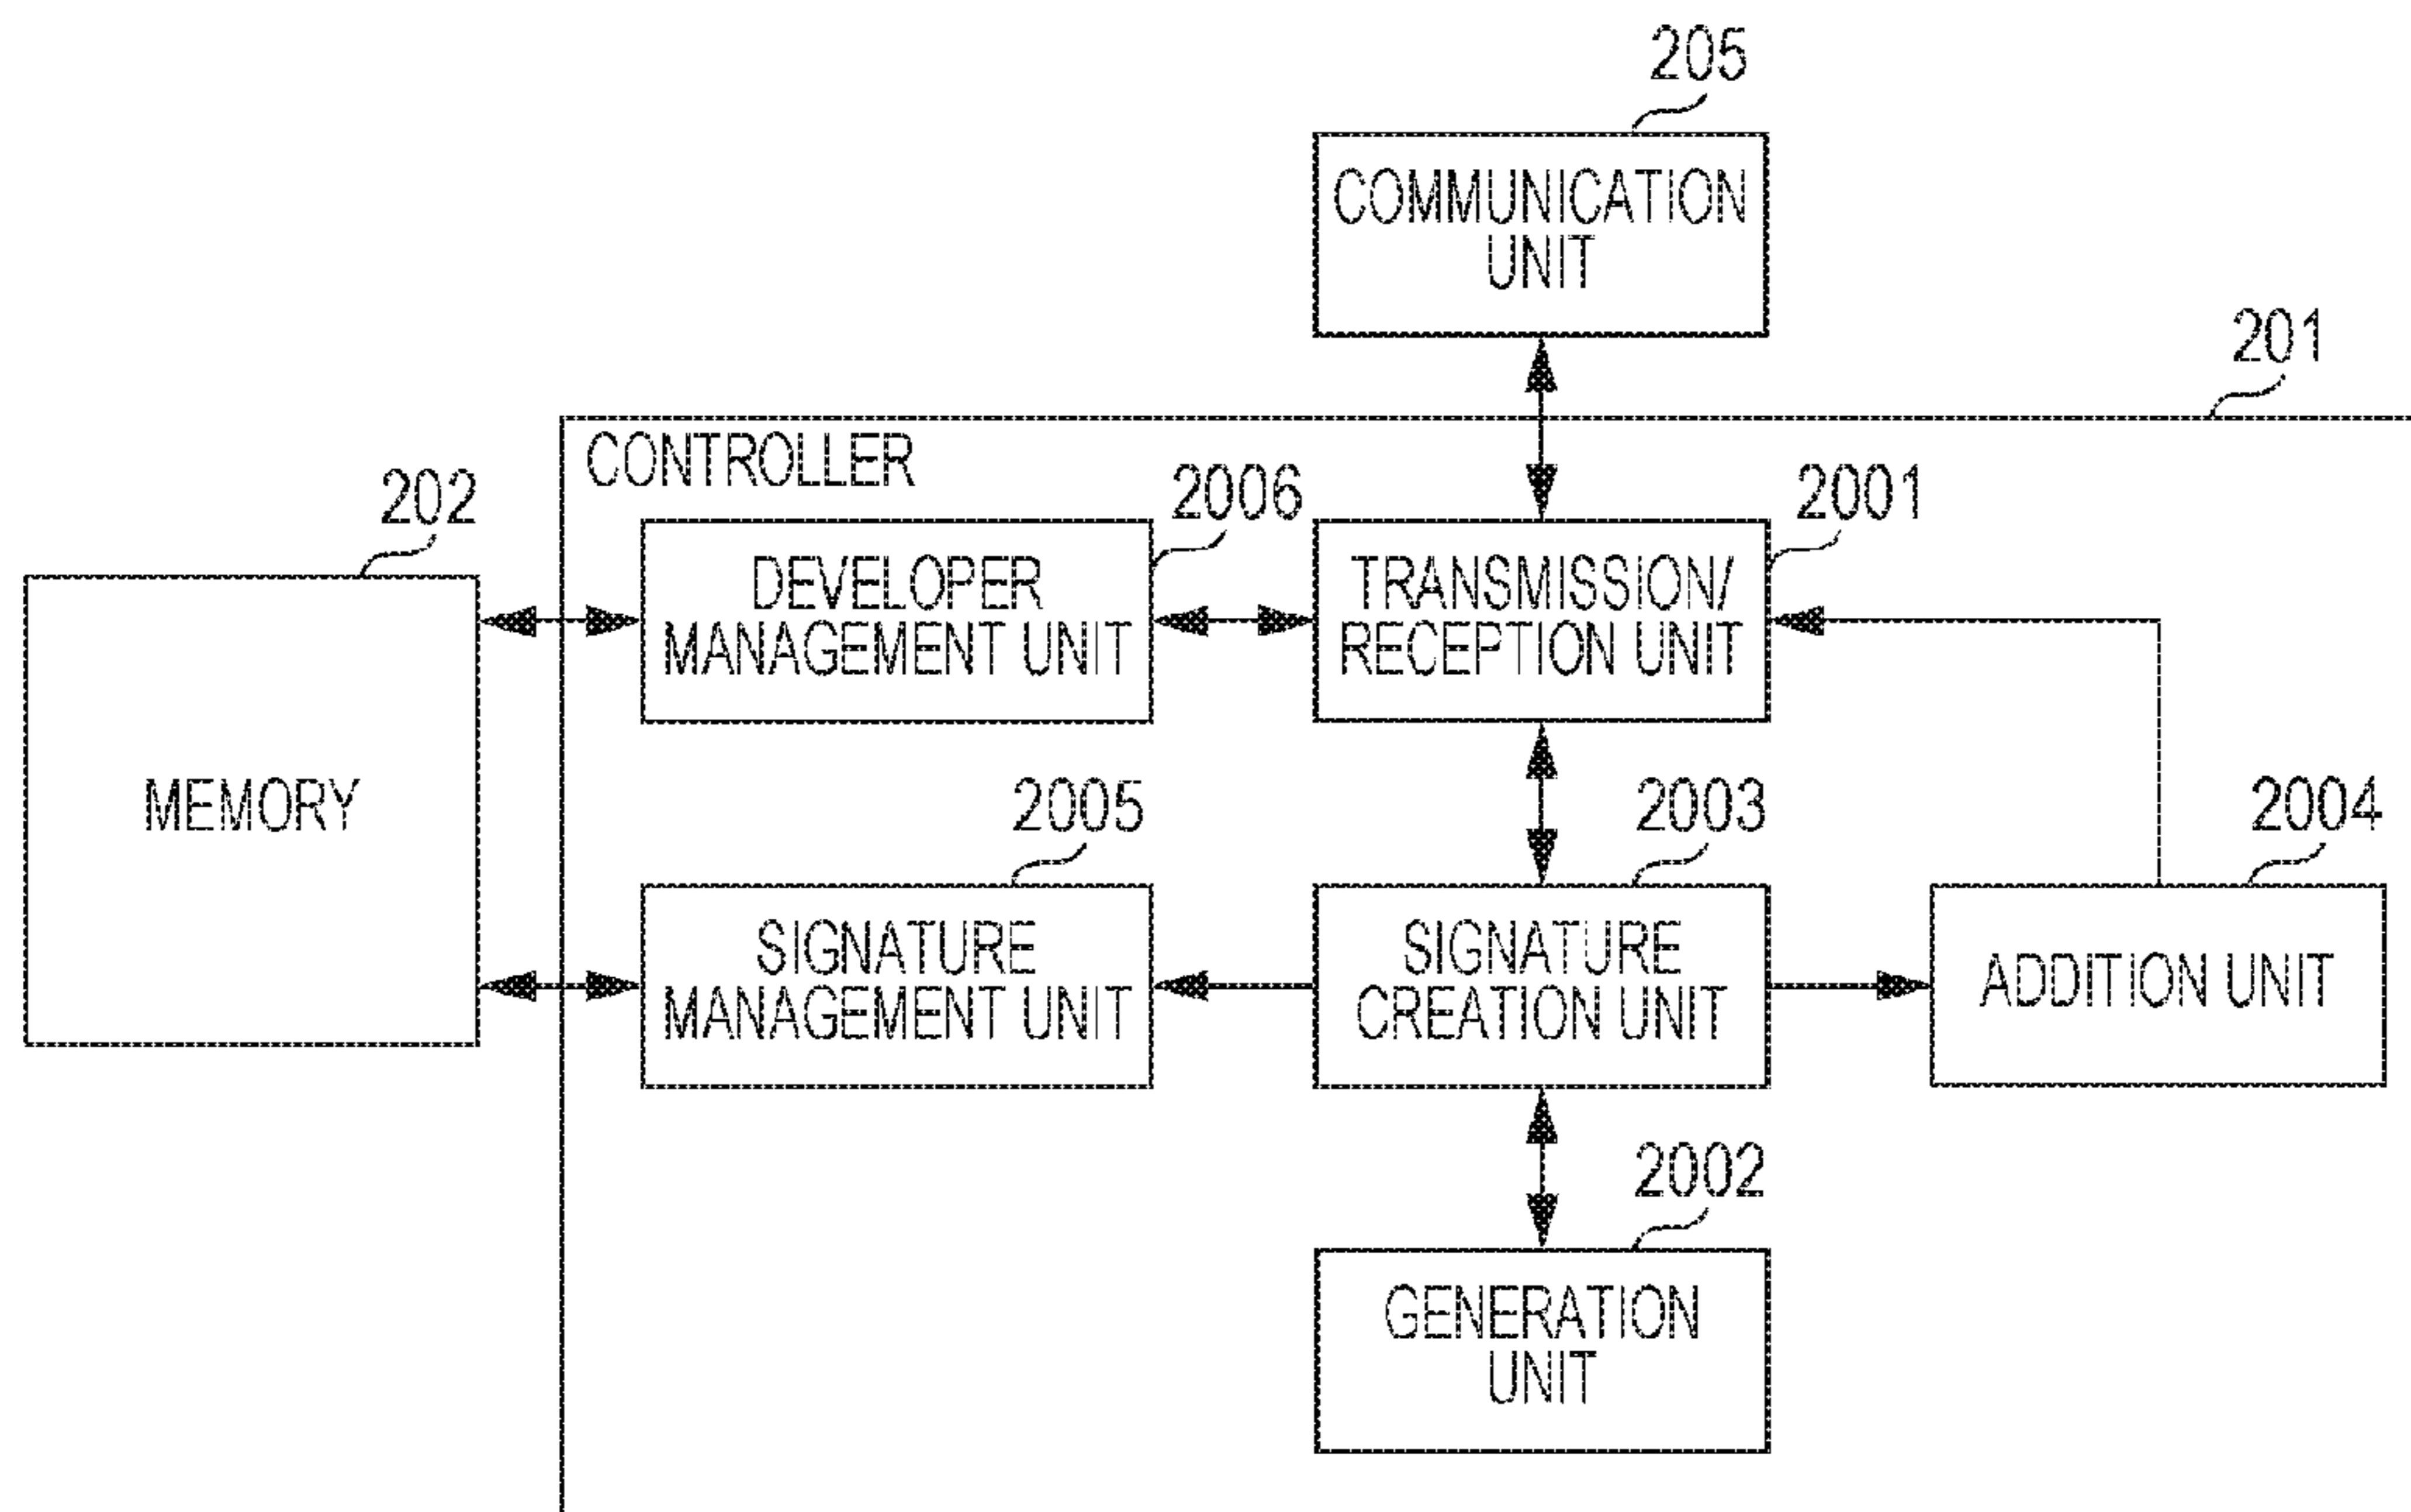 205
COMMUNICATION
UNIT
201
CONTROLLER
202
2006
2001
DEVELOPER
MANAGEMENT UNIT
TRANSMISSION/
RECEPTION UNIT
MEMORY
2005
2003
2004
SIGNATURE
MANAGEMENT UNIT
SIGNATURE
CREATION UNIT
ADDITION UNIT
2002
GENERATION
UNIT